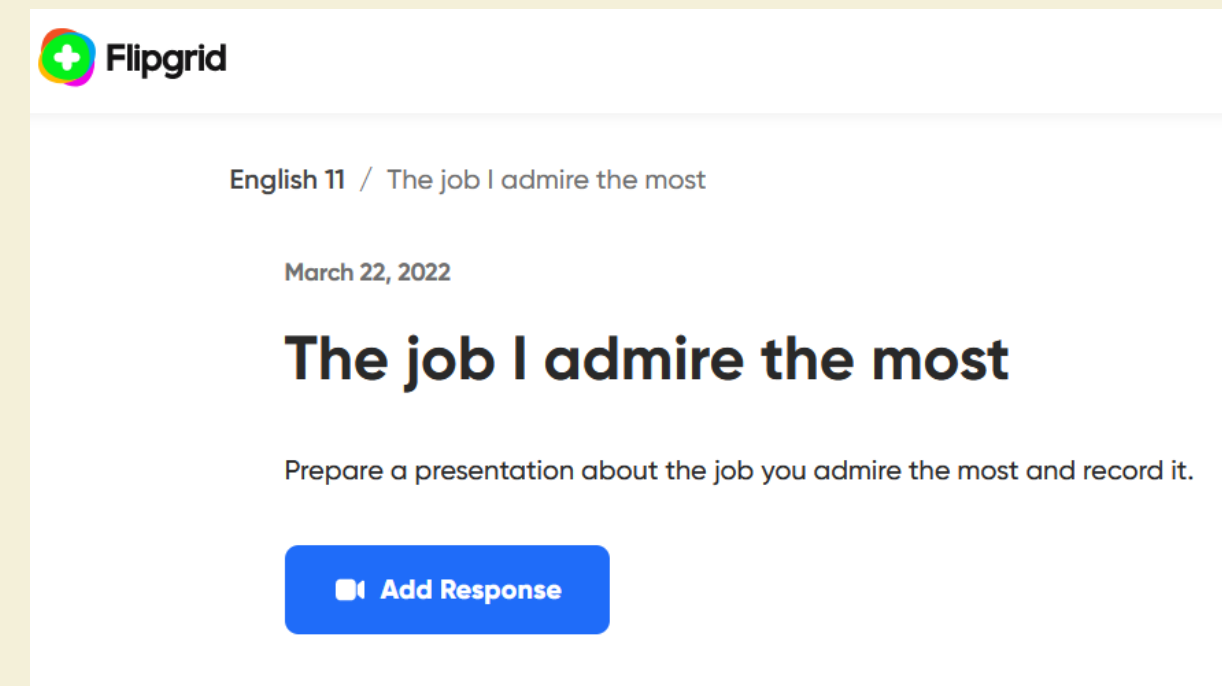 Flipgrid
English 11 / The job I admire the most
March 22, 2022
The job I admire the most
Prepare a presentation about the job you admire the most and record it.
Add Response